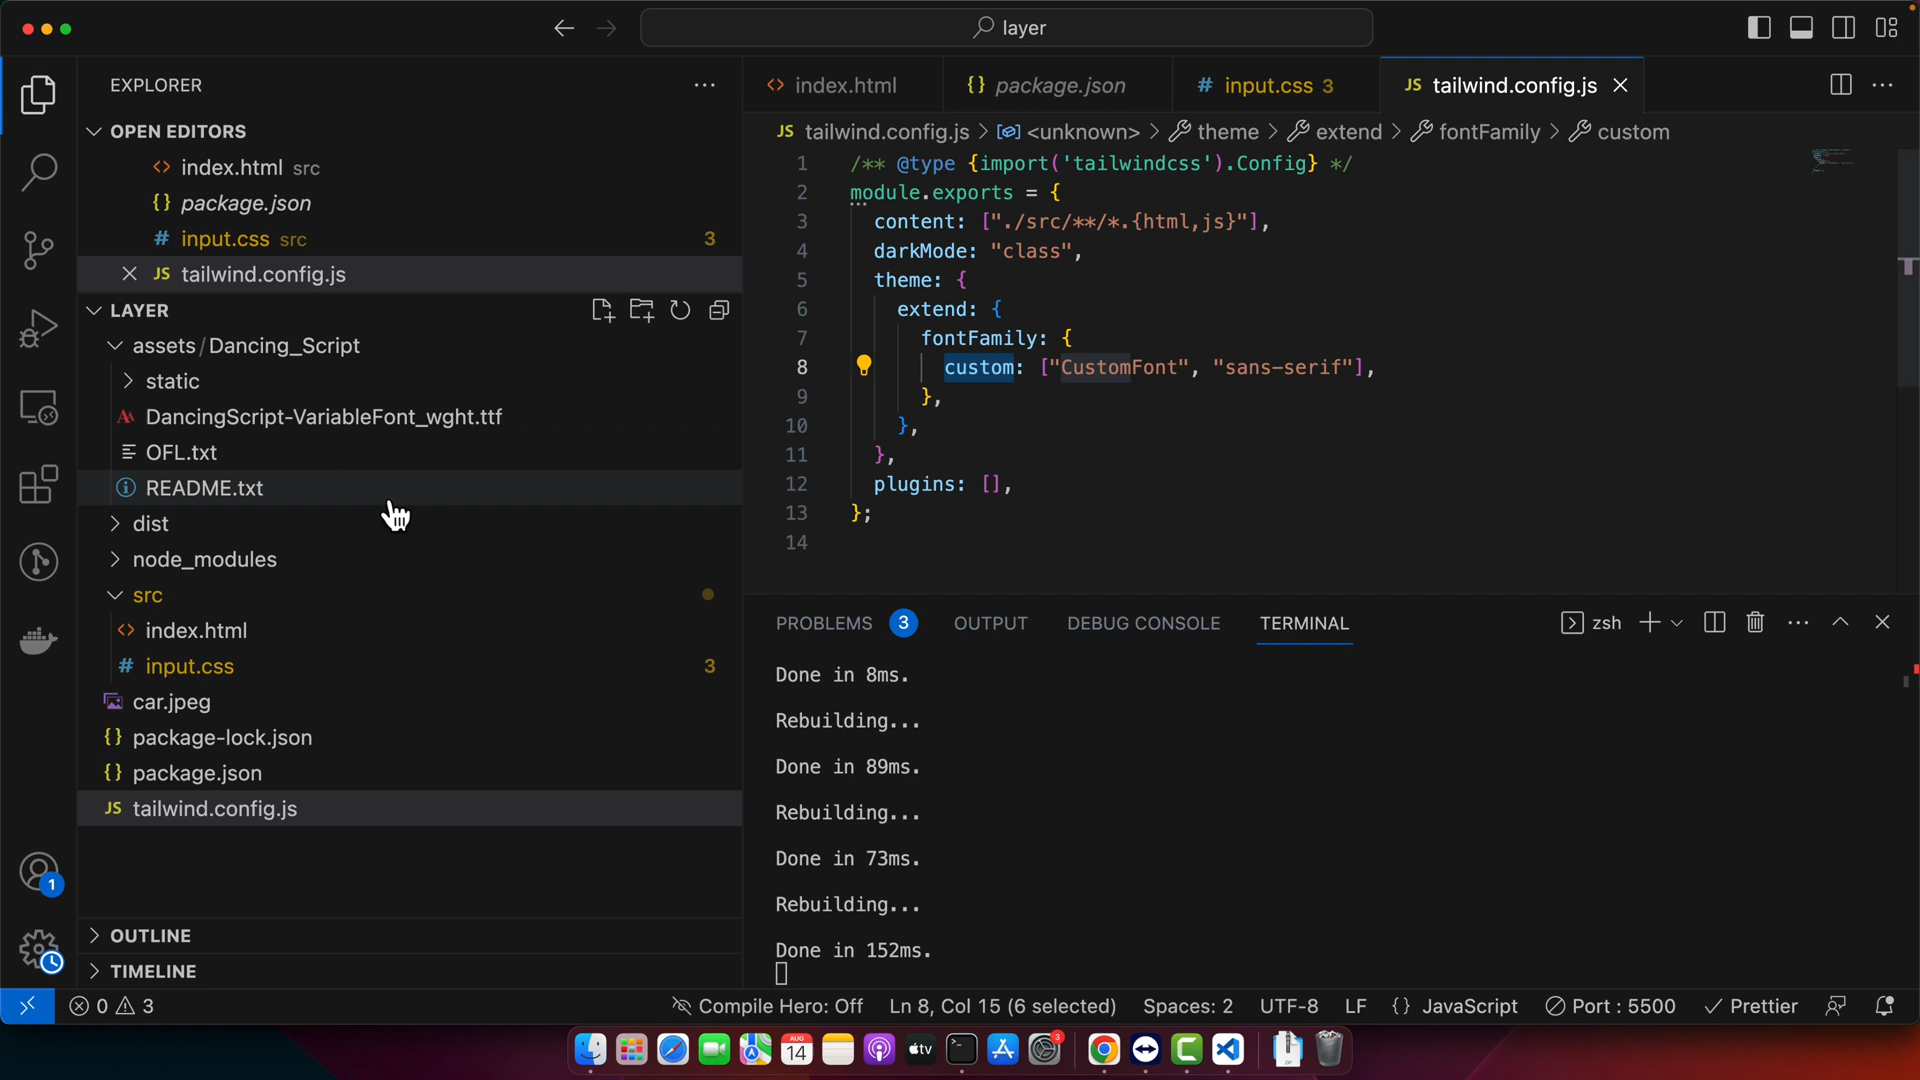 layer
EXPLORER
OPEN EDITORS
index.html src
package.json
input.css src 3
tailwind.config.js
LAYER
assets / Dancing_Script
static
DancingScript-VariableFont_wght.ttf
OFL.txt
README.txt
dist
node_modules
src
index.html
input.css 3
car.jpeg
package-lock.json
package.json
tailwind.config.js
1
OUTLINE
TIMELINE
index.html package.json input.css 3 tailwind.config.js
tailwind.config.js > <unknown> > theme > extend > fontFamily > custom
1 /** @type {import('tailwindcss').Config} */
2 module.exports = {
3 content: ["./src/**/*.{html,js}"],
4 darkMode: "class",
5 theme: {
6 extend: {
7 fontFamily: {
8 custom: ["CustomFont", "sans-serif"],
9 },
10 },
11 },
12 plugins: [],
13 };
14
PROBLEMS 3 OUTPUT DEBUG CONSOLE TERMINAL zsh
Done in 8ms.
Rebuilding...
Done in 89ms.
Rebuilding...
Done in 73ms.
Rebuilding...
Done in 152ms.
0 3 Compile Hero: Off Ln 8, Col 15 (6 selected) Spaces: 2 UTF-8 LF {} JavaScript Port : 5500 Prettier
AUG 14 tv 3